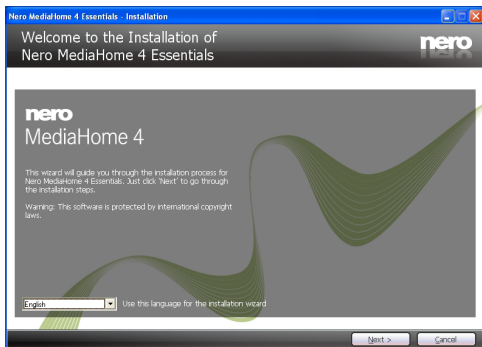 Nero MediaHome 4 Essentials - Installation
Welcome to the Installation of
Nero MediaHome 4 Essentials
nero
nero
MediaHome 4
This wizard will guide you through the installation process for
Nero MediaHome 4 Essentials. Just click 'Next' to go through
the installation steps.
Warning: This software is protected by international copyright
laws.
English
Use this language for the installation wizard
Next >
Cancel